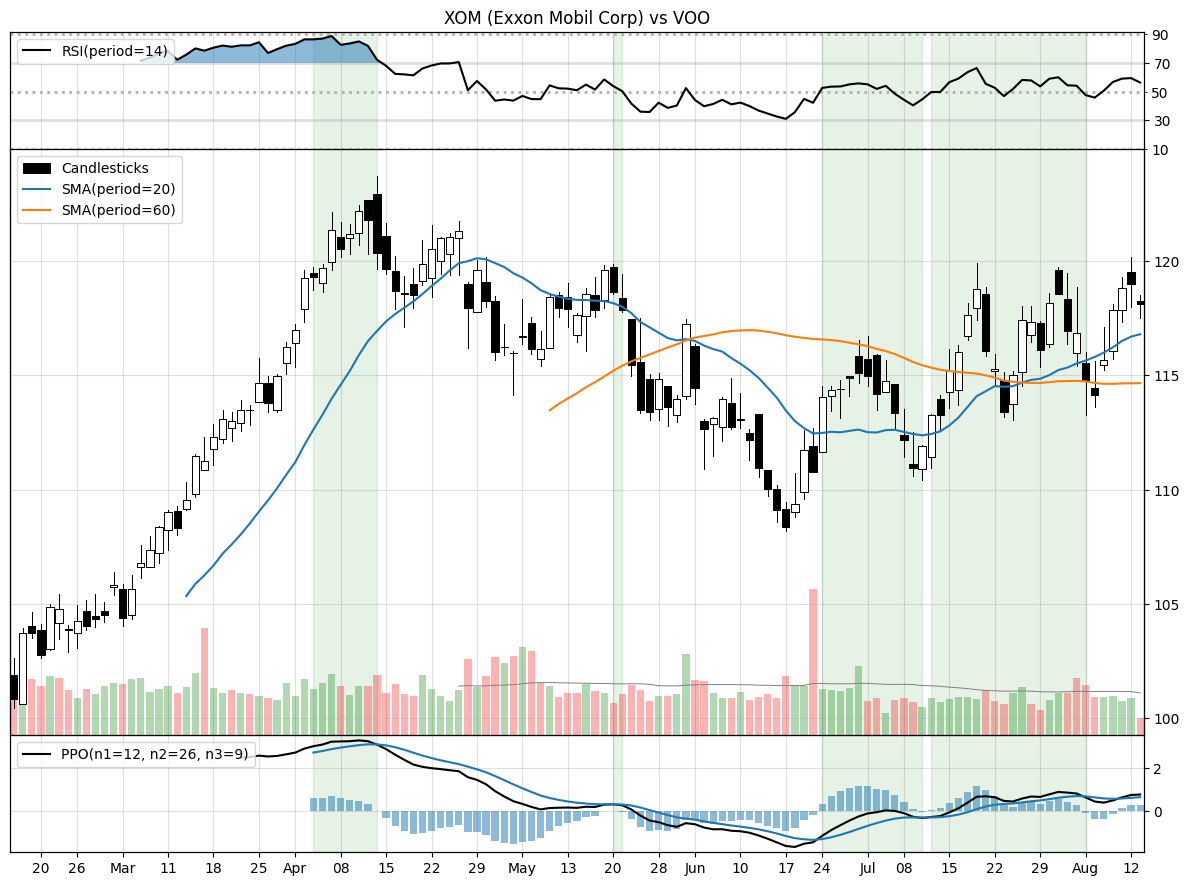 XOM (Exxon Mobil Corp) vs VOO
RSI(period=14)
90
70
50
30
10
Candlesticks
SMA(period=20)
SMA(period=60)
120
115
110
105
100
PPO(n1=12, n2=26, n3=9)
2
0
20 26 Mar 11 18 25 Apr 08 15 22 29 May 13 20 28 Jun 10 17 24 Jul 08 15 22 29 Aug 12